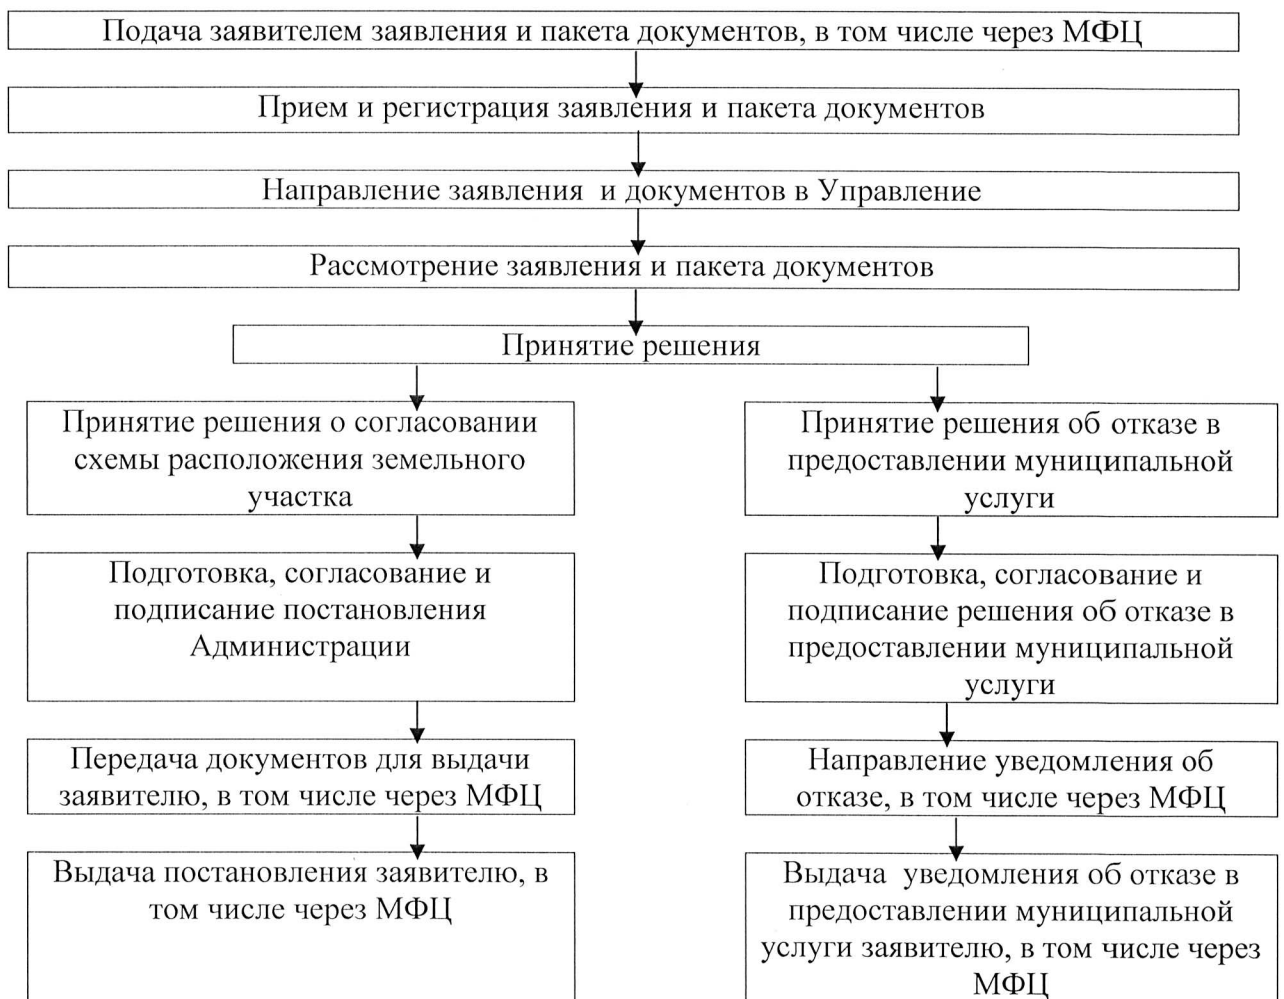 Подача заявителем заявления и пакета документов, в том числе через МФЦ
Прием и регистрация заявления и пакета документов
Направление заявления и документов в Управление
Рассмотрение заявления и пакета документов
Принятие решения
Принятие решения о согласовании
схемы расположения земельного
участка
Принятие решения об отказе в
предоставлении муниципальной
услуги
Подготовка, согласование и
подписание постановления
Администрации
Подготовка, согласование и
подписание решения об отказе в
предоставлении муниципальной
услуги
Передача документов для выдачи
заявителю, в том числе через МФЦ
Направление уведомления об
отказе, в том числе через МФЦ
Выдача постановления заявителю, в
том числе через МФЦ
Выдача уведомления об отказе в
предоставлении муниципальной
услуги заявителю, в том числе через
МФЦ